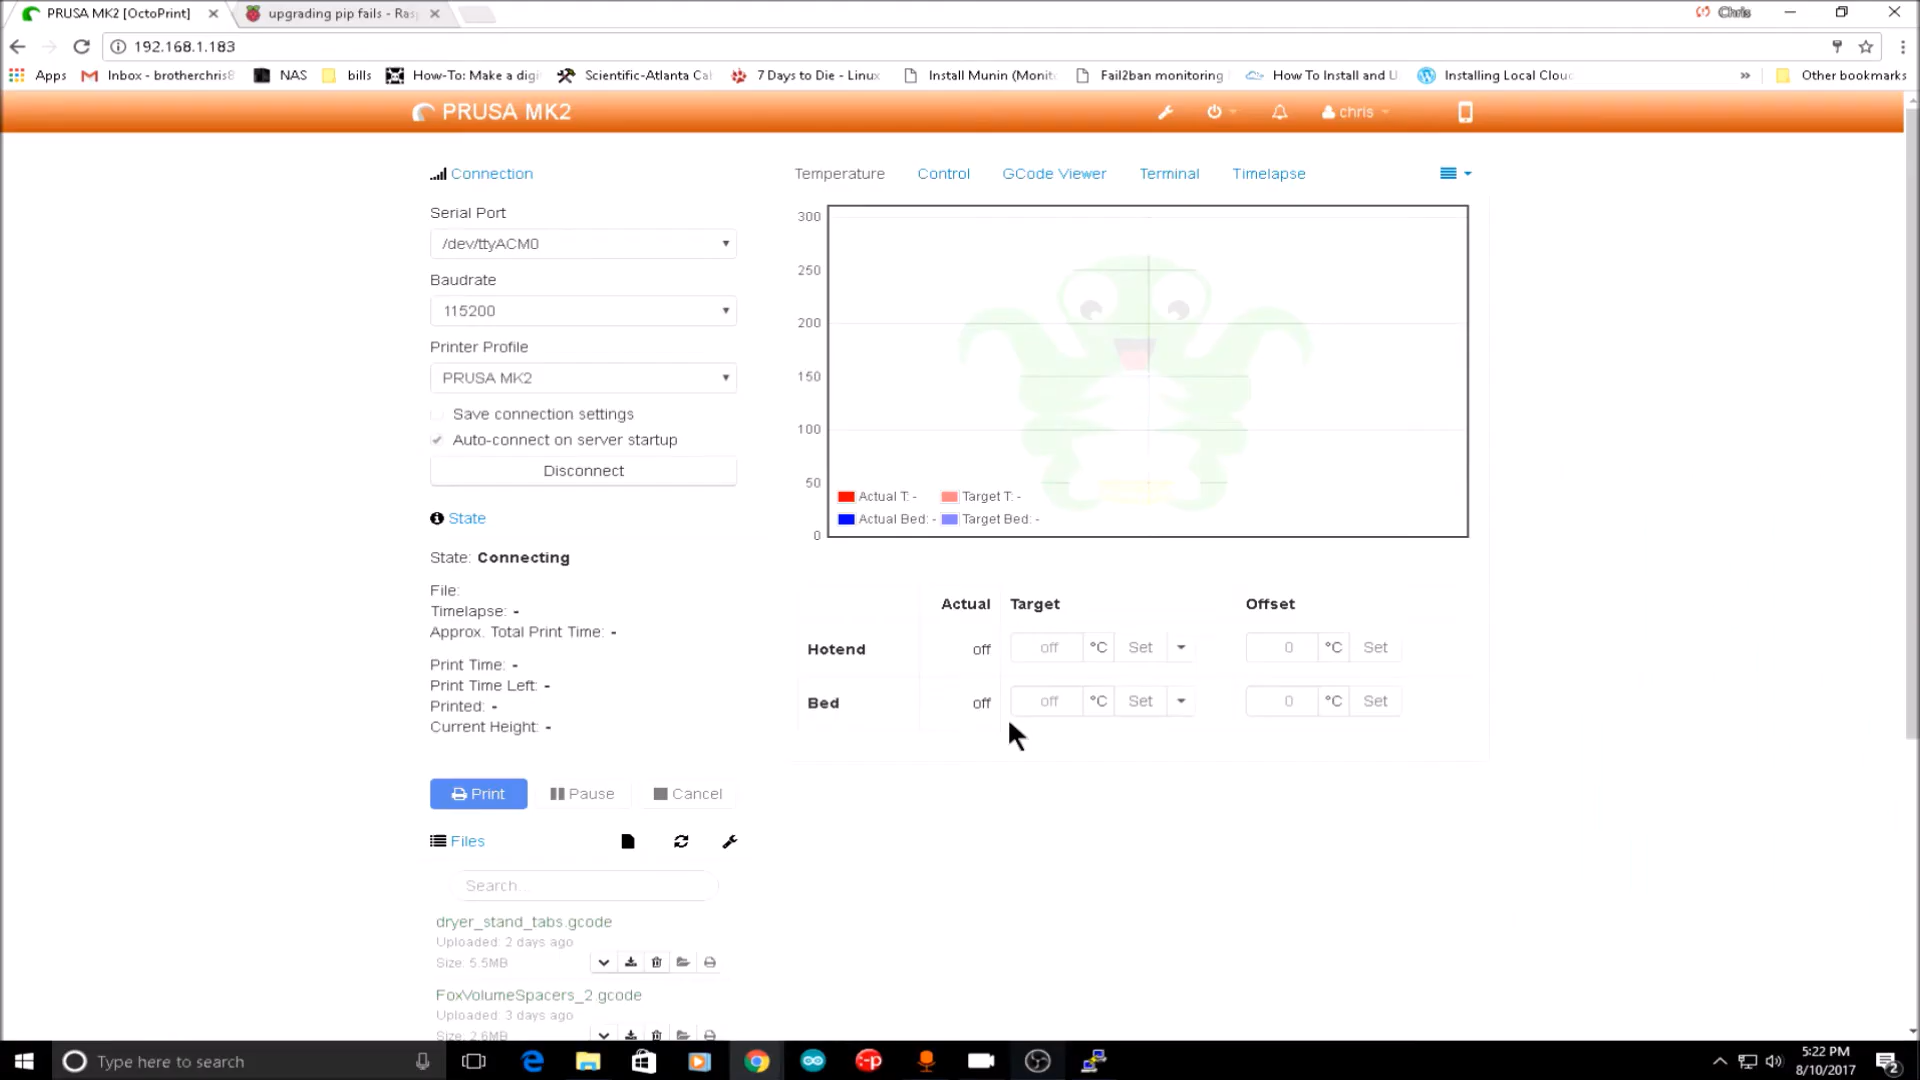 PRUSA MK2 [OctoPrint]
upgrading pip fails - Rasp
Chris
192.168.1.183
Apps
Inbox - brotherchris8
NAS
bills
How-To: Make a digi
Scientific-Atlanta Cal
7 Days to Die - Linux
Install Munin (Monit
Fail2ban monitoring
How To Install and U
Installing Local Clou
»
Other bookmarks
PRUSA MK2
chris
Connection
Serial Port
/dev/ttyACM0
Baudrate
115200
Printer Profile
PRUSA MK2
Save connection settings
Auto-connect on server startup
Disconnect
State
State: Connecting
File:
Timelapse: -
Approx. Total Print Time: -
Print Time: -
Print Time Left: -
Printed: -
Current Height: -
Print
Pause
Cancel
Files
Search...
dryer_stand_tabs.gcode
Uploaded: 2 days ago
Size: 5.5MB
FoxVolumeSpacers_2.gcode
Uploaded: 3 days ago
Size: 2.6MB
Temperature
Control
GCode Viewer
Terminal
Timelapse
300
250
200
150
100
50
0
Actual T: -
Target T: -
Actual Bed: -
Target Bed: -
Actual
Target
Offset
Hotend
off
off
°C
Set
0
°C
Set
Bed
off
off
°C
Set
0
°C
Set
Type here to search
5:22 PM
8/10/2017
2